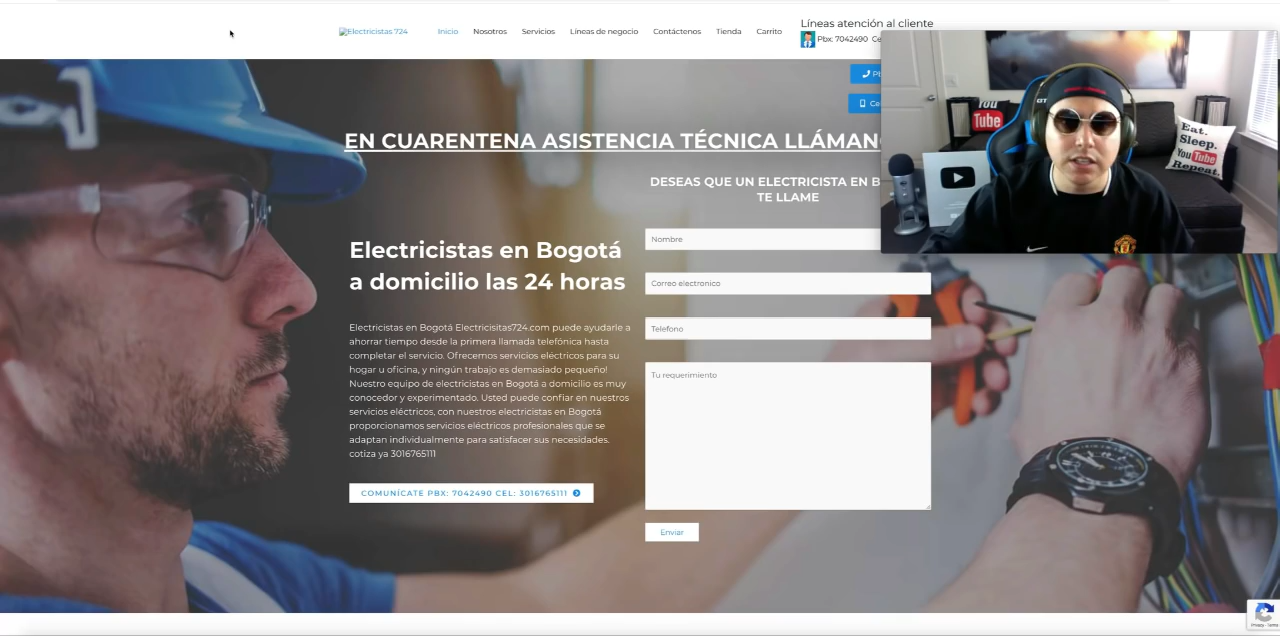 Electricistas 724
Inicio
Nosotros
Servicios
Líneas de negocio
Contáctenos
Tienda
Carrito
Líneas atención al cliente
Pbx: 7042490
EN CUARENTENA ASISTENCIA TÉCNICA
DESEAS QUE UN ELECTRICISTA EN
TE LLAME
Electricistas en Bogotá
a domicilio las 24 horas
Electricistas en Bogotá Electricisitas724.com puede ayudarle a
ahorrar tiempo desde la primera llamada telefónica hasta
completar el servicio. Ofrecemos servicios eléctricos para su
hogar u oficina, y ningún trabajo es demasiado pequeño!
Nuestro equipo de electricistas en Bogotá a domicilio es muy
conocedor y experimentado. Usted puede confiar en nuestros
servicios eléctricos, con nuestros electricistas en Bogotá
proporcionamos servicios eléctricos profesionales que se
adaptan individualmente para satisfacer sus necesidades.
cotiza ya 3016765111
COMUNÍCATE PBX: 7042490 CEL: 3016765111
Nombre
Correo electronico
Telefono
Tu requerimiento
Enviar
You
Tube
Eat.
Sleep.
YouTube
Repeat.
Privacy - Terms